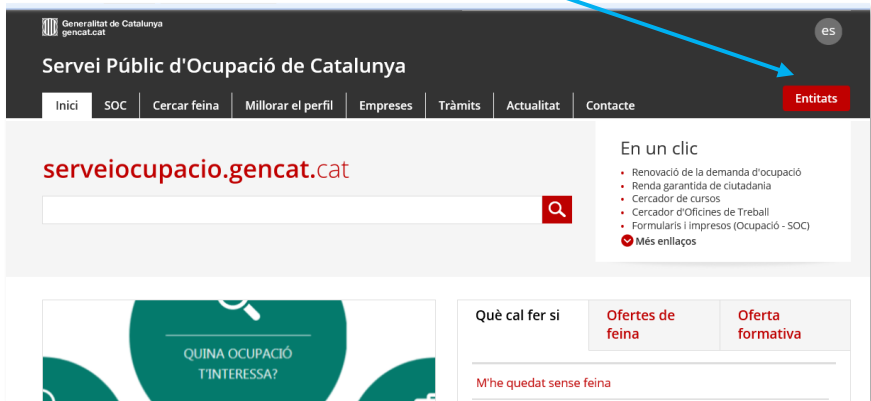 Generalitat de Catalunya
gencat.cat
es
Servei Públic d'Ocupació de Catalunya
Inici SOC Cercar feina Millorar el perfil Empreses Tràmits Actualitat Contacte Entitats
serveiocupacio.gencat.cat
En un clic
Renovació de la demanda d'ocupació
Renda garantida de ciutadania
Cercador de cursos
Cercador d'Oficines de Treball
Formularis i impresos (Ocupació - SOC)
Més enllaços
QUINA OCUPACIÓ
T'INTERESSA?
Què cal fer si
Ofertes de
feina
Oferta
formativa
M'he quedat sense feina